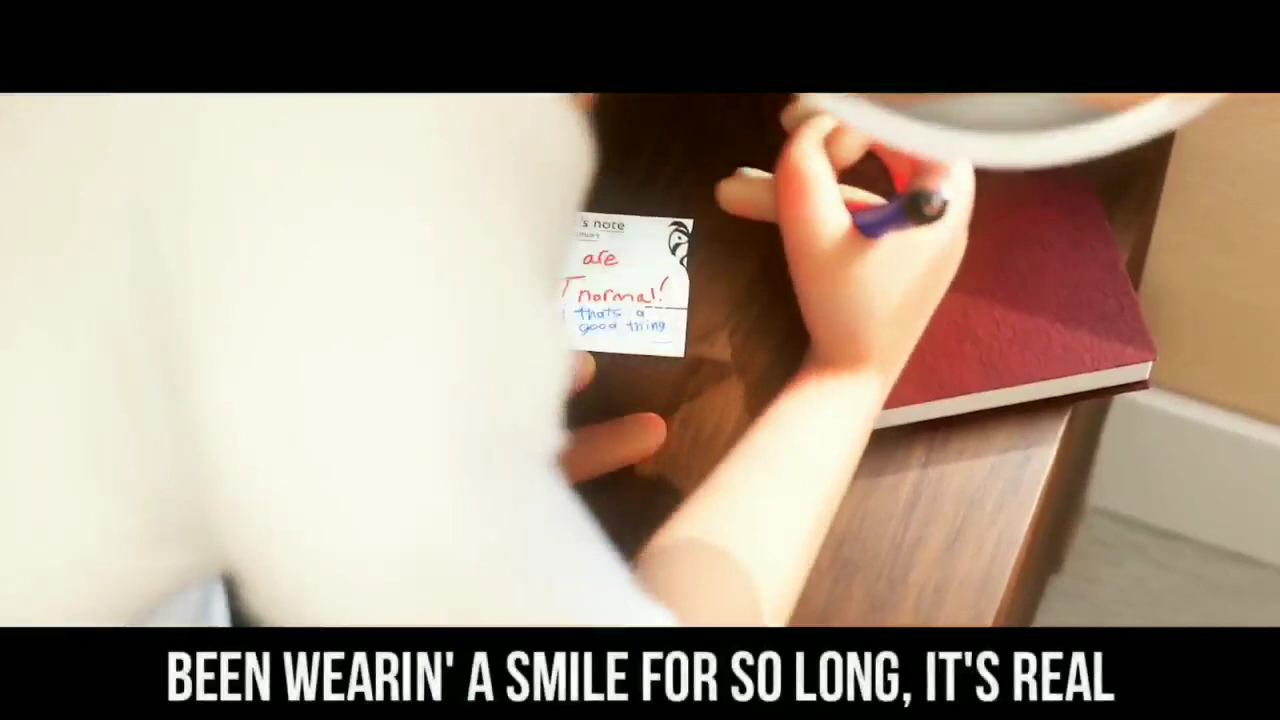 's note
are
normal!
thats a
good thing
BEEN WEARIN' A SMILE FOR SO LONG, IT'S REAL